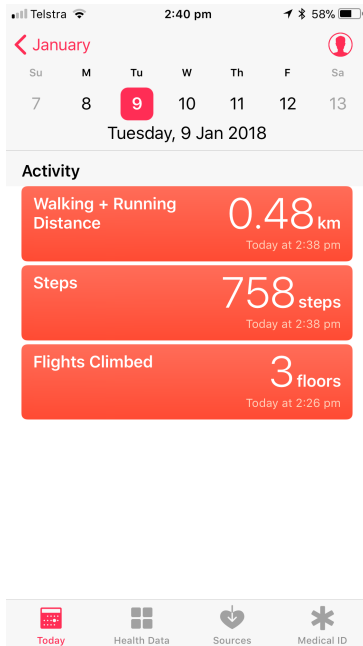 Telstra 2:40 pm 58%
January
Su M Tu W Th F Sa
7 8 9 10 11 12 13
Tuesday, 9 Jan 2018
Activity
Walking + Running
Distance
0.48 km
Today at 2:38 pm
Steps
758 steps
Today at 2:38 pm
Flights Climbed
3 floors
Today at 2:26 pm
Today Health Data Sources Medical ID